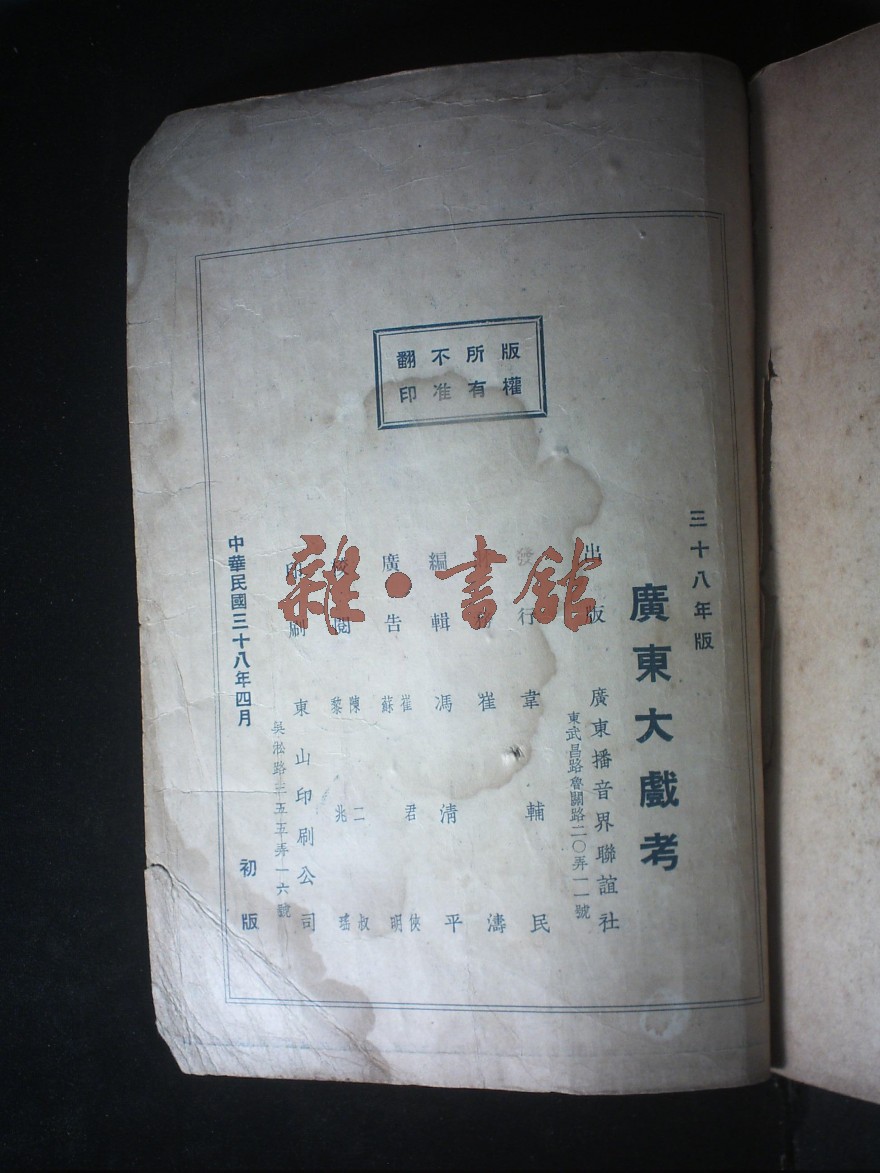 版權
所有
不准
翻印
三十八年版
廣東大戲考
出版 廣東播音界聯誼社
東武昌路魯關路二〇弄一一號
發行 韋輔民
崔濤
編輯 馮清平
廣告 崔君俠
蘇明
校閱 陳二叔
黎兆瑤
印刷 東山印刷公司
吳淞路三五五弄一六號
中華民國三十八年四月 初版
雜·書舘